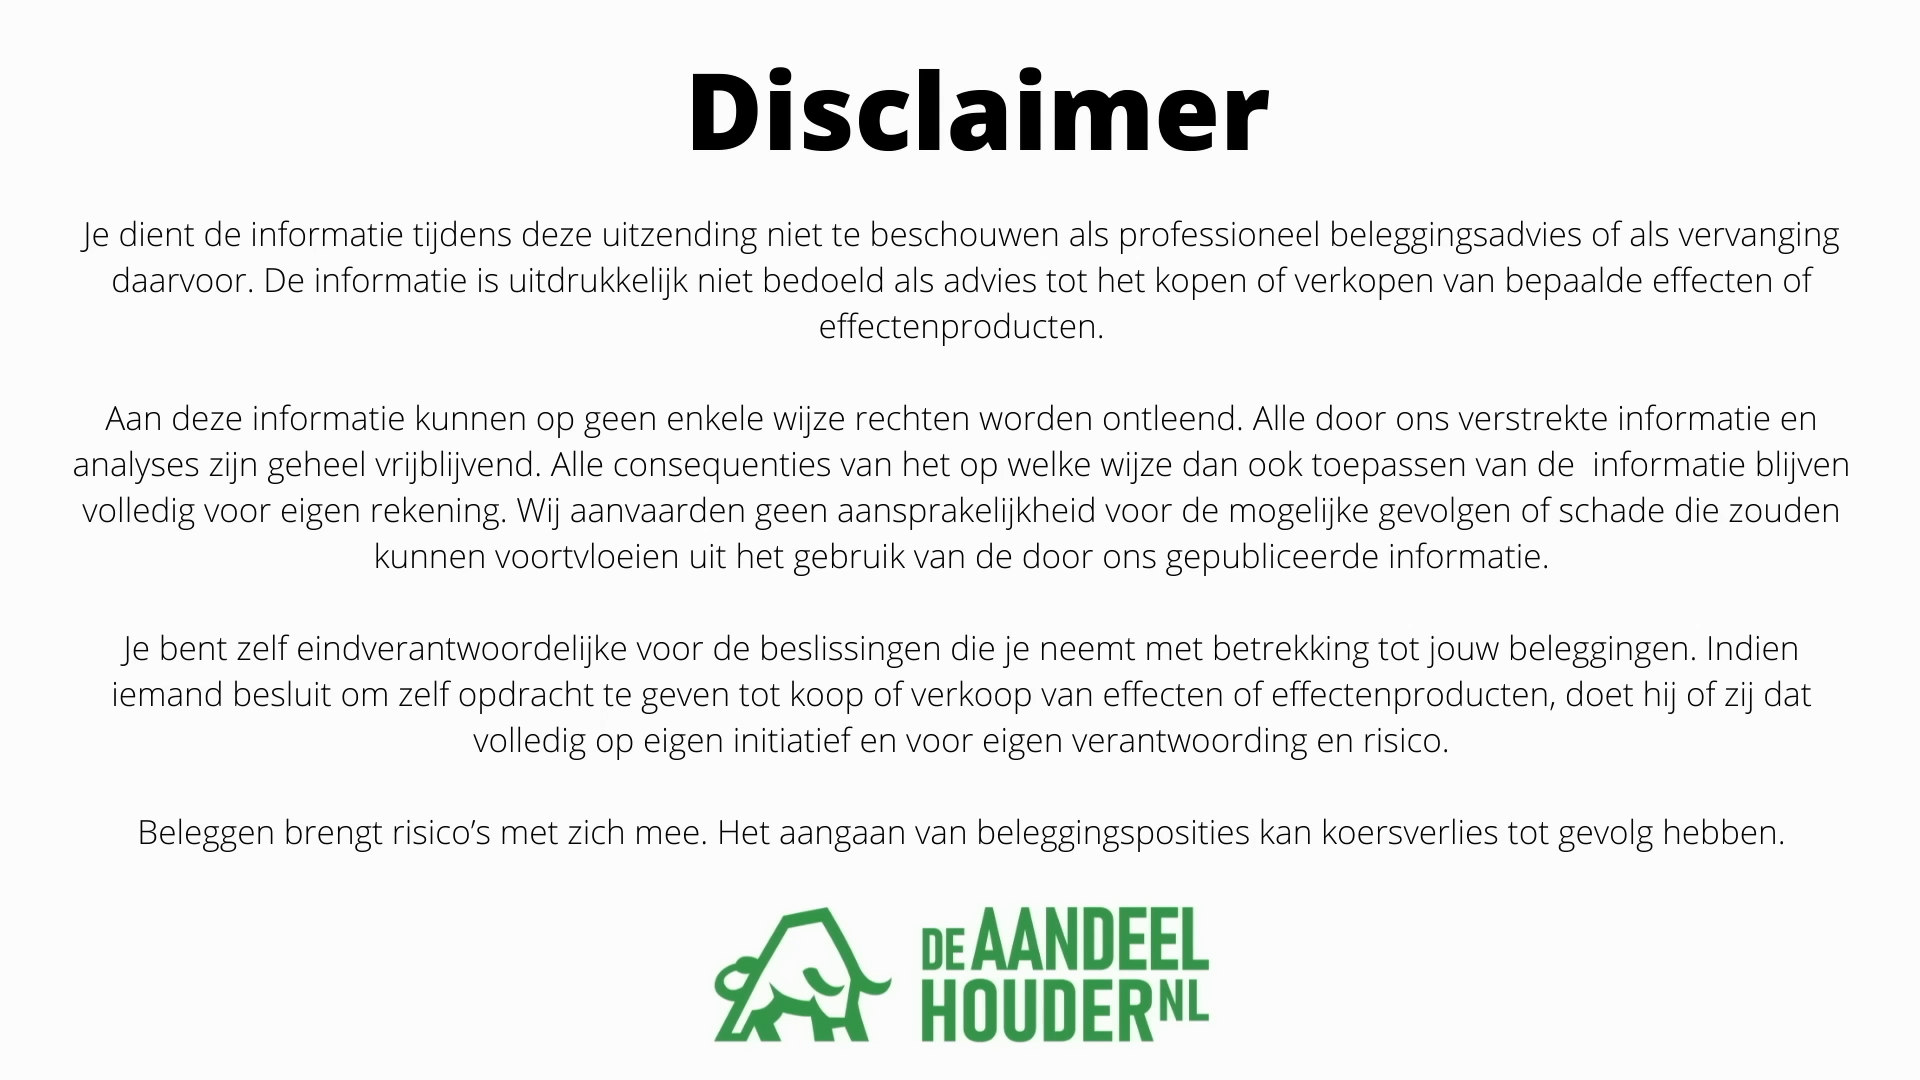 Disclaimer
Je dient de informatie tijdens deze uitzending niet te beschouwen als professioneel beleggingsadvies of als vervanging
daarvoor. De informatie is uitdrukkelijk niet bedoeld als advies tot het kopen of verkopen van bepaalde effecten of
effectenproducten.
Aan deze informatie kunnen op geen enkele wijze rechten worden ontleend. Alle door ons verstrekte informatie en
analyses zijn geheel vrijblijvend. Alle consequenties van het op welke wijze dan ook toepassen van de  informatie blijven
volledig voor eigen rekening. Wij aanvaarden geen aansprakelijkheid voor de mogelijke gevolgen of schade die zouden
kunnen voortvloeien uit het gebruik van de door ons gepubliceerde informatie.
Je bent zelf eindverantwoordelijke voor de beslissingen die je neemt met betrekking tot jouw beleggingen. Indien
iemand besluit om zelf opdracht te geven tot koop of verkoop van effecten of effectenproducten, doet hij of zij dat
volledig op eigen initiatief en voor eigen verantwoording en risico.
Beleggen brengt risico’s met zich mee. Het aangaan van beleggingsposities kan koersverlies tot gevolg hebben.
DE AANDEEL
HOUDER NL